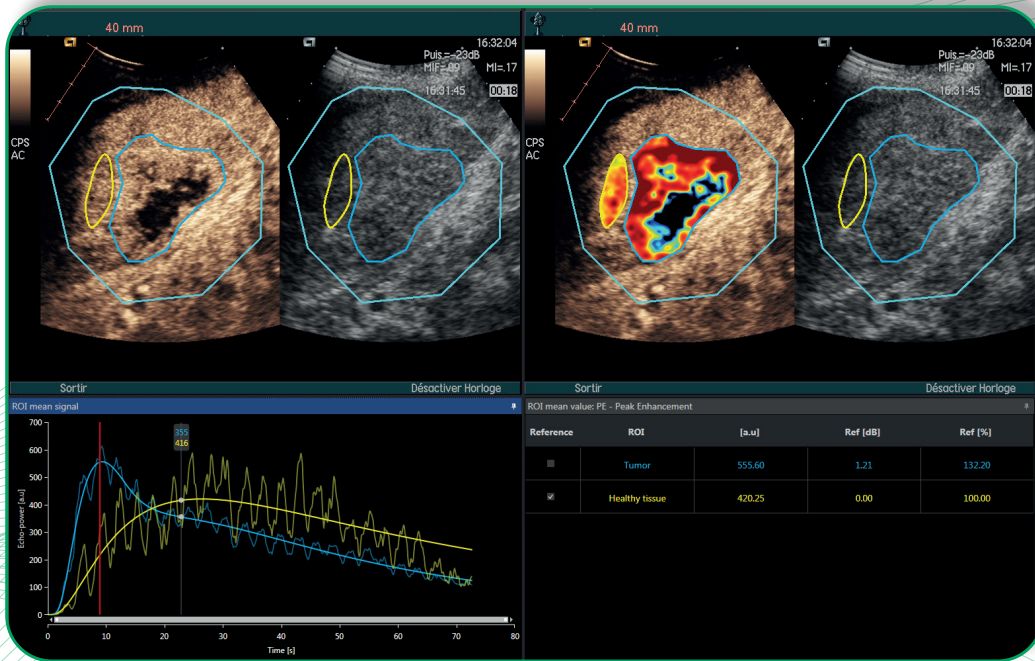 40 mm
16:32:04
Puis.=-23dB
MIF=.09 MI=.17
16:31:45 00:18
CPS
AC
Sortir Désactiver Horloge
40 mm
16:32:04
Puis.=-23dB
MIF=.09 MI=.17
16:31:45 00:18
CPS
AC
Sortir Désactiver Horloge
ROI mean signal
700
600
500
400
300
200
100
0
Echo-power [a.u]
355
416
0 10 20 30 40 50 60 70 80
Time [s]
ROI mean value: PE - Peak Enhancement
Reference ROI [a.u] Ref [dB] Ref [%]
Tumor 555.60 1.21 132.20
Healthy tissue 420.25 0.00 100.00